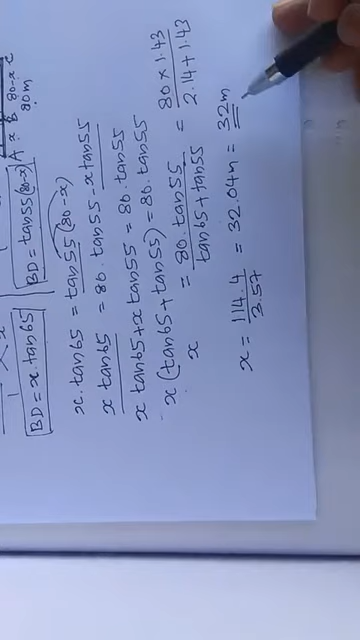 A x B 80-x C
80m
BD = x.tan65
BD = tan55(80-x)
x.tan65 = tan55(80-x)
x tan65 = 80.tan55 - x tan55
x tan65 + x tan55 = 80.tan55
x (tan65 + tan55) = 80.tan55
x = 80.tan55 / tan65 + tan55 = 80 × 1.43 / 2.14 + 1.43
x = 114.4 / 3.57 = 32.04m = 32m